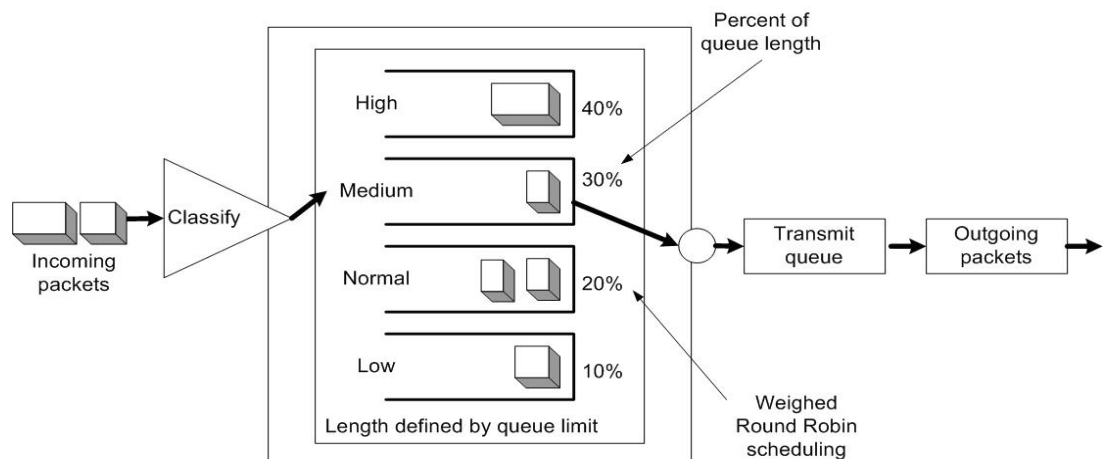 Percent of
queue length
High
40%
Medium
30%
Classify
Incoming
packets
Transmit
queue
Outgoing
packets
Normal
20%
Low
10%
Length defined by queue limit
Weighed
Round Robin
scheduling